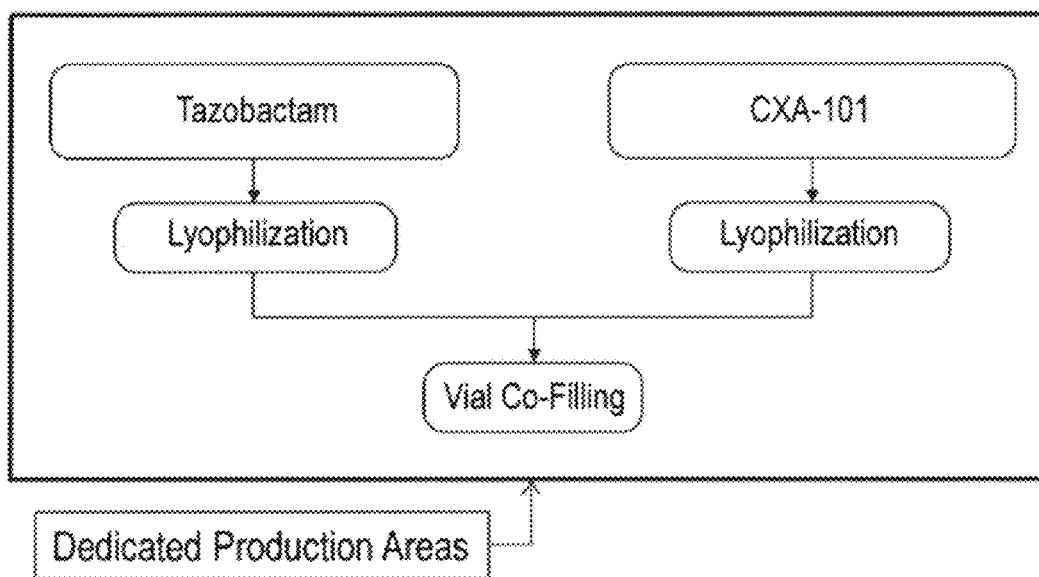 Tazobactam
CXA-101
Lyophilization
Lyophilization
Vial Co-Filling
Dedicated Production Areas